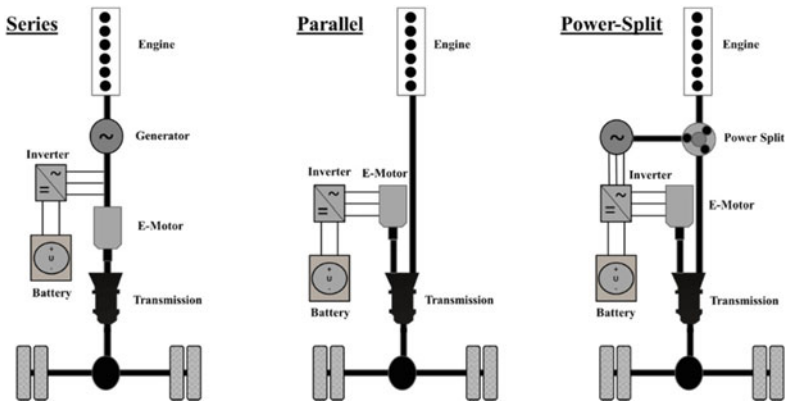 Series
Engine
Generator
Inverter
~
=
~
E-Motor
+
U
-
Battery
Transmission
Parallel
Engine
Inverter
E-Motor
~
=
+
U
-
Battery
Transmission
Power-Split
Engine
~
Power Split
Inverter
~
=
E-Motor
+
U
-
Battery
Transmission